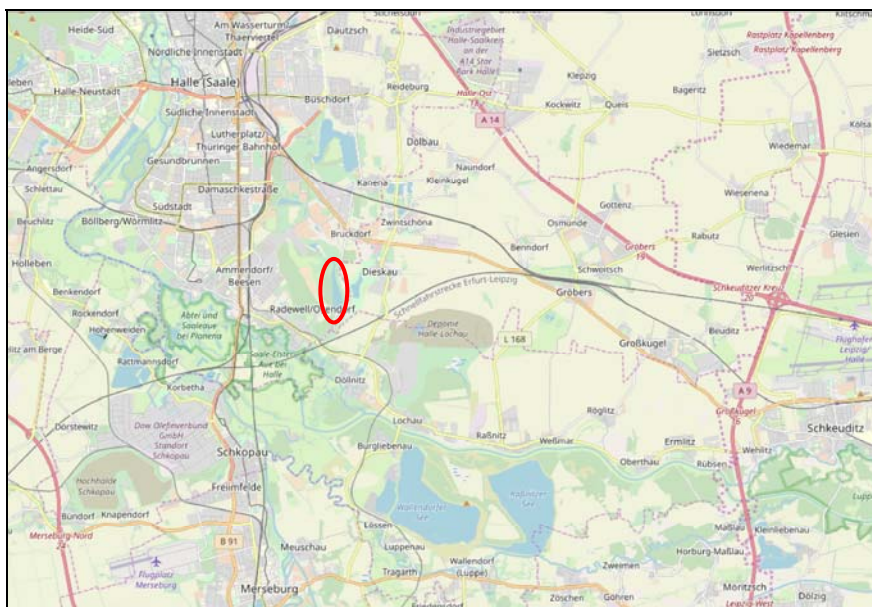 Am Wasserturm/
Thaerviertel
Dautzsch
Heide-Süd
Nördliche Innenstadt
Industriegebiet
Halle-Saalkreis
an der
A14 Star
Park Halle
Rastplatz Kapellenberg
Rastplatz Kapellenberg
Sietzsch
Halle (Saale)
Reideburg
Klepzig
Bageritz
Halle-Neustadt
Büschdorf
Halle-Ost
Kockwitz
Queis
Südliche Innenstadt
A 14
Lutherplatz/
Thüringer Bahnhof
Dölbau
Wiedemar
Gesundbrunnen
Angersdorf
Naundorf
Kanena
Kleinkugel
Schlettau
Damaschkestraße
Wiesenena
Südstadt
Gottenz
Beuchlitz
Böllberg/Wörmlitz
Zwintschöna
Osmünde
Bruckdorf
Rabutz
Glesien
Holleben
Benndorf
Gröbers
19
Ammendorf/
Beesen
Dieskau
Schwoitsch
Werlitzsch
Schkeuditzer Kreuz
20
Benkendorf
Schnellfahrstrecke Erfurt-Leipzig
Gröbers
Rockendorf
Radewell/Osendorf
Abtei und
Saaleaue
bei Planena
Deponie
Halle-Lochau
Beuditz
Flughafen
Leipzig/
Halle
Hohenweiden
L 168
Großkugel
Rattmannsdorf
Saale-Elster-
Aue bei
Halle
Döllnitz
Korbetha
A 9
Röglitz
Großkugel
Dörstewitz
Dow Olefinverbund
GmbH
Standort
Schkopau
Lochau
Raßnitz
Weßmar
Ermlitz
Schkeuditz
Burgliebenau
Wehlitz
Schkopau
Oberthau
Rübsen
Hochhalde
Schkopau
Freiimfelde
Wallendorfer
See
Raßnitzer
See
Bündorf
Knapendorf
Lössen
Maßlau
Kleinliebenau
Merseburg-Nord
B 91
Meuschau
Luppenau
Horburg-Maßlau
Flugplatz
Merseburg
Tragarth
Wallendorf
(Luppe)
Zweimen
Möritzsch
Merseburg
Zöschen
Göhren
Dölzig
Leipzig-West